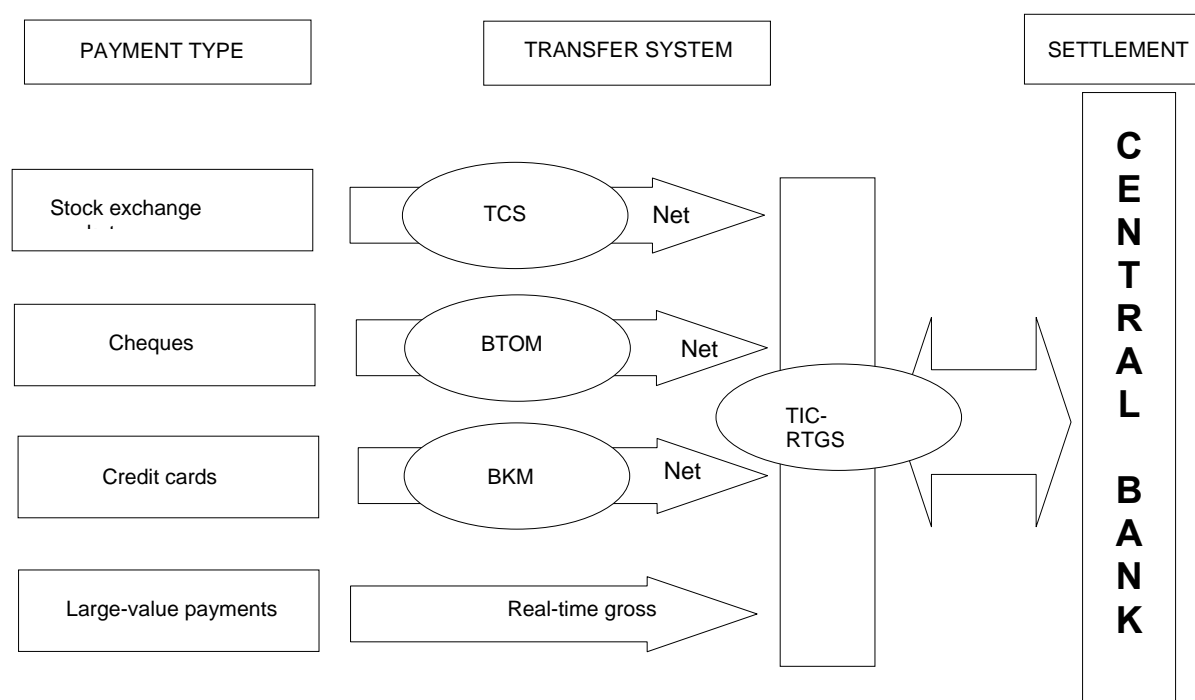 PAYMENT TYPE
TRANSFER SYSTEM
SETTLEMENT
Stock exchange
TCS
Net
Cheques
BTOM
Net
TIC-
RTGS
Credit cards
BKM
Net
Large-value payments
Real-time gross
CENTRAL BANK